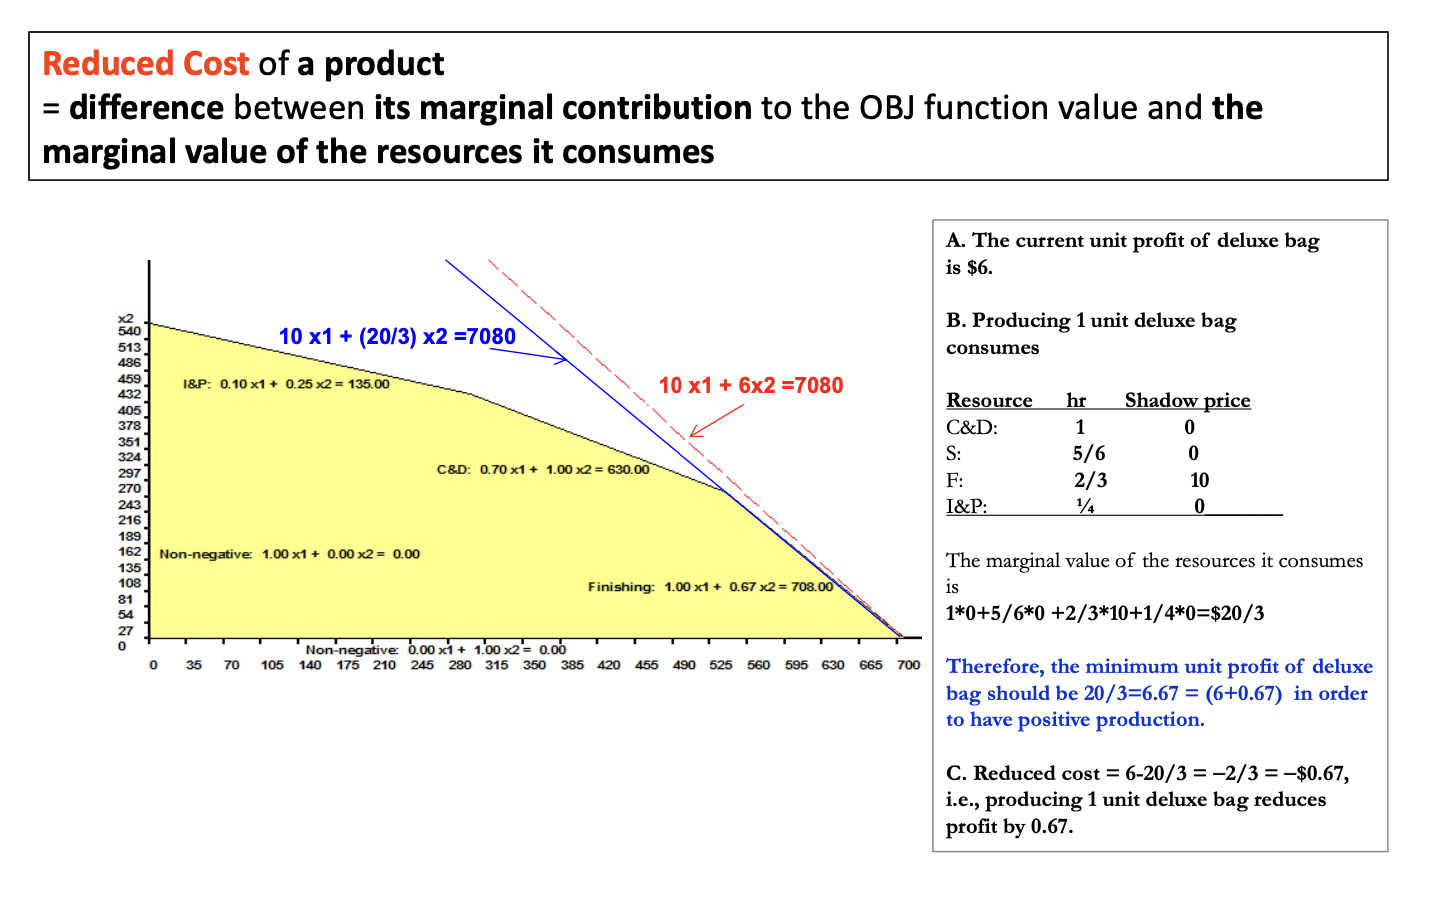 Reduced Cost of a product
= difference between its marginal contribution to the OBJ function value and the
marginal value of the resources it consumes
x2
540
513
486
459
432
405
378
351
324
297
270
243
216
189
162
135
108
81
54
27
0
10 x1 + (20/3) x2 =7080
10 x1 + 6x2 =7080
I&P: 0.10 x1 + 0.25 x2 = 135.00
C&D: 0.70 x1 + 1.00 x2 = 630.00
Non-negative: 1.00 x1 + 0.00 x2 = 0.00
Finishing: 1.00 x1 + 0.67 x2 = 708.00
Non-negative: 0.00 x1 + 1.00 x2 = 0.00
0 35 70 105 140 175 210 245 280 315 350 385 420 455 490 525 560 595 630 665 700
A. The current unit profit of deluxe bag
is $6.
B. Producing 1 unit deluxe bag
consumes
Resource hr Shadow price
C&D: 1 0
S: 5/6 0
F: 2/3 10
I&P: ¼ 0
The marginal value of the resources it consumes
is
1*0+5/6*0 +2/3*10+1/4*0=$20/3
Therefore, the minimum unit profit of deluxe
bag should be 20/3=6.67 = (6+0.67) in order
to have positive production.
C. Reduced cost = 6-20/3 = –2/3 = –$0.67,
i.e., producing 1 unit deluxe bag reduces
profit by 0.67.